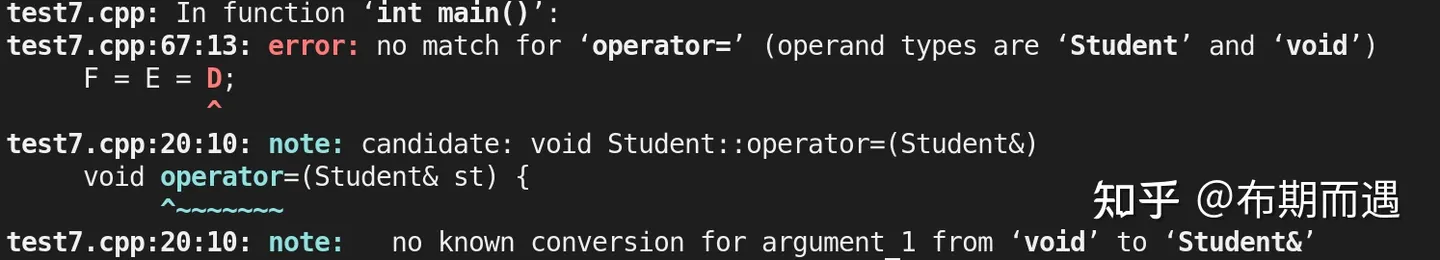 test7.cpp: In function ‘int main()’:
test7.cpp:67:13: error: no match for ‘operator=’ (operand types are ‘Student’ and ‘void’)
F = E = D;
^
test7.cpp:20:10: note: candidate: void Student::operator=(Student&)
void operator=(Student& st) {
^~~~~~~~
知乎 @布期而遇
test7.cpp:20:10: note:   no known conversion for argument 1 from ‘void’ to ‘Student&’